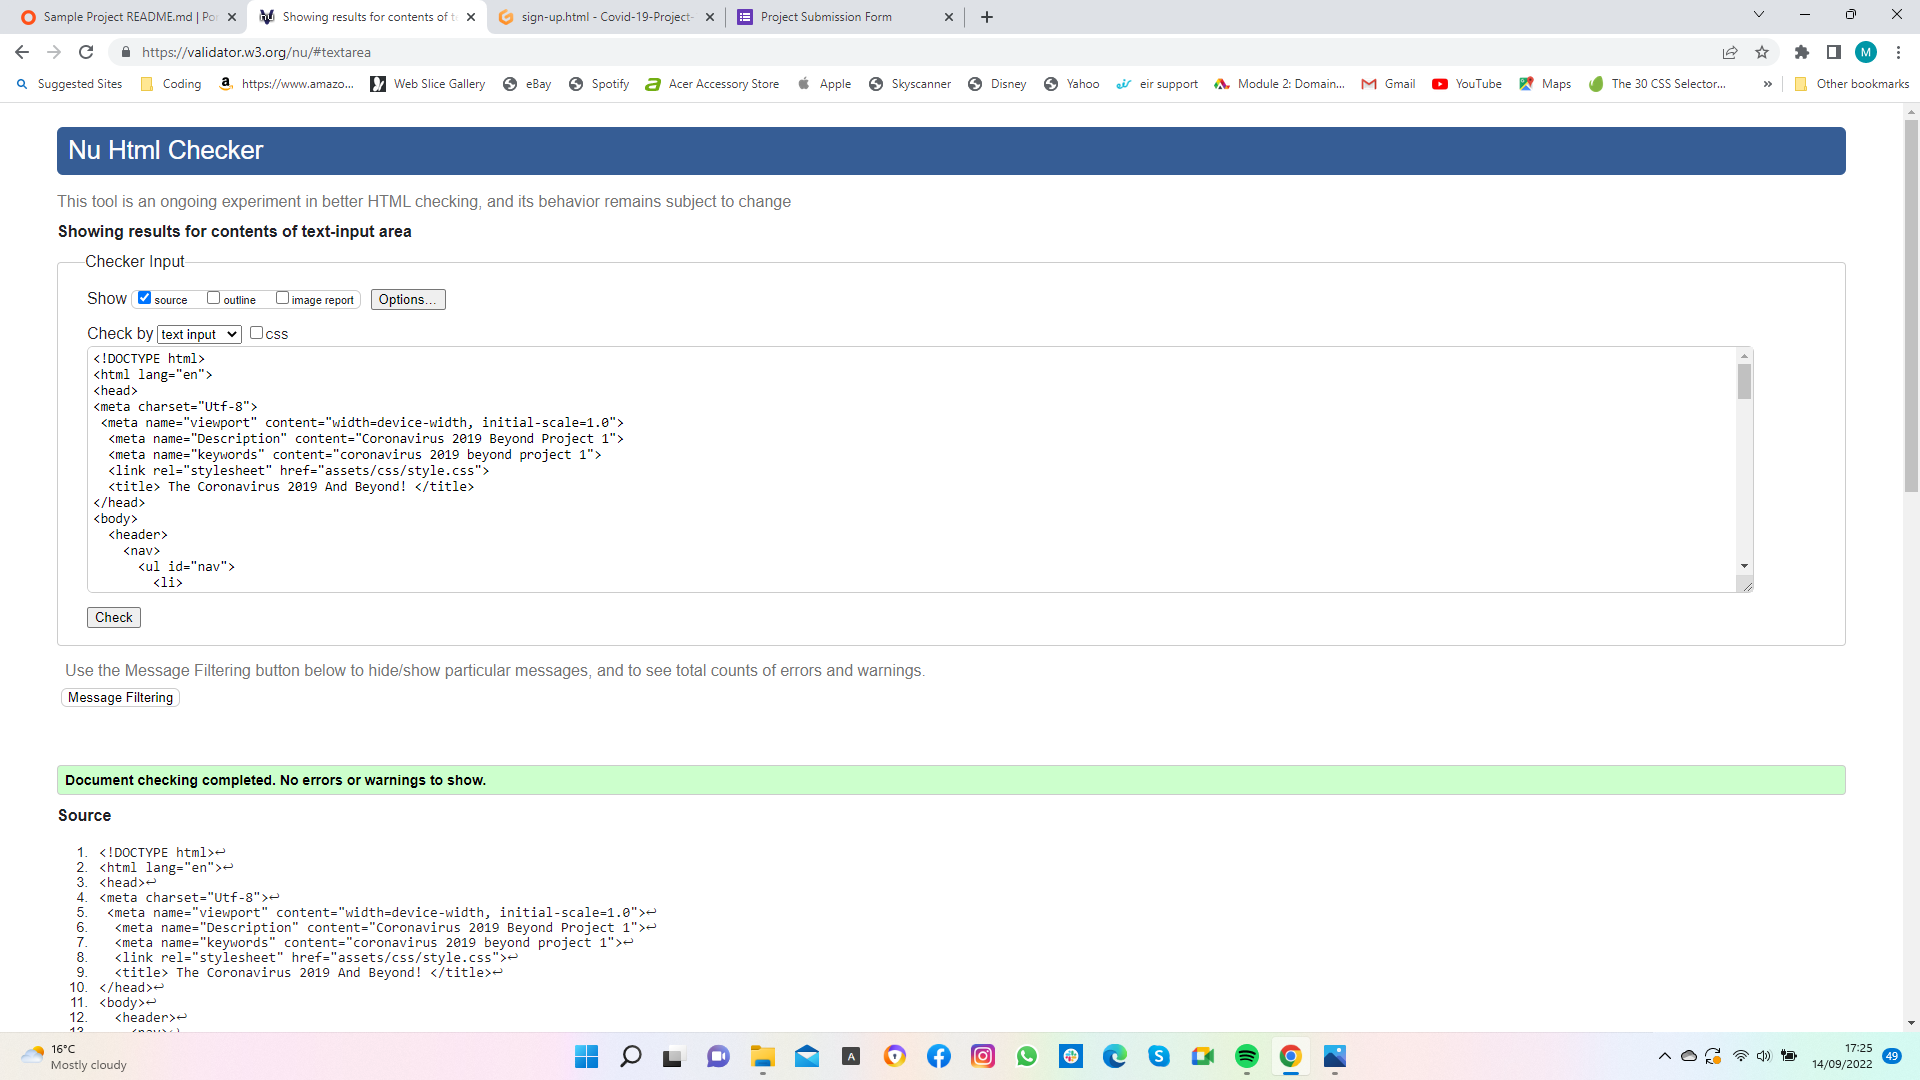 Sample Project README.md | Po
Showing results for contents of t
sign-up.html - Covid-19-Project-
Project Submission Form
https://validator.w3.org/nu/#textarea
M
Suggested Sites
Coding
https://www.amazo...
Web Slice Gallery
eBay
Spotify
Acer Accessory Store
Apple
Skyscanner
Disney
Yahoo
eir support
Module 2: Domain...
Gmail
YouTube
Maps
The 30 CSS Selector...
»
Other bookmarks
Nu Html Checker
This tool is an ongoing experiment in better HTML checking, and its behavior remains subject to change
Showing results for contents of text-input area
Checker Input
Show source outline image report Options...
Check by text input css
<!DOCTYPE html>
<html lang="en">
<head>
<meta charset="Utf-8">
<meta name="viewport" content="width=device-width, initial-scale=1.0">
<meta name="Description" content="Coronavirus 2019 Beyond Project 1">
<meta name="keywords" content="coronavirus 2019 beyond project 1">
<link rel="stylesheet" href="assets/css/style.css">
<title> The Coronavirus 2019 And Beyond! </title>
</head>
<body>
<header>
<nav>
<ul id="nav">
<li>
Check
Use the Message Filtering button below to hide/show particular messages, and to see total counts of errors and warnings.
Message Filtering
Document checking completed. No errors or warnings to show.
Source
1. <!DOCTYPE html>↩
2. <html lang="en">↩
3. <head>↩
4. <meta charset="Utf-8">↩
5. <meta name="viewport" content="width=device-width, initial-scale=1.0">↩
6. <meta name="Description" content="Coronavirus 2019 Beyond Project 1">↩
7. <meta name="keywords" content="coronavirus 2019 beyond project 1">↩
8. <link rel="stylesheet" href="assets/css/style.css">↩
9. <title> The Coronavirus 2019 And Beyond! </title>↩
10. </head>↩
11. <body>↩
12. <header>↩
13. <nav>↩
16°C
Mostly cloudy
A
17:25
14/09/2022
49